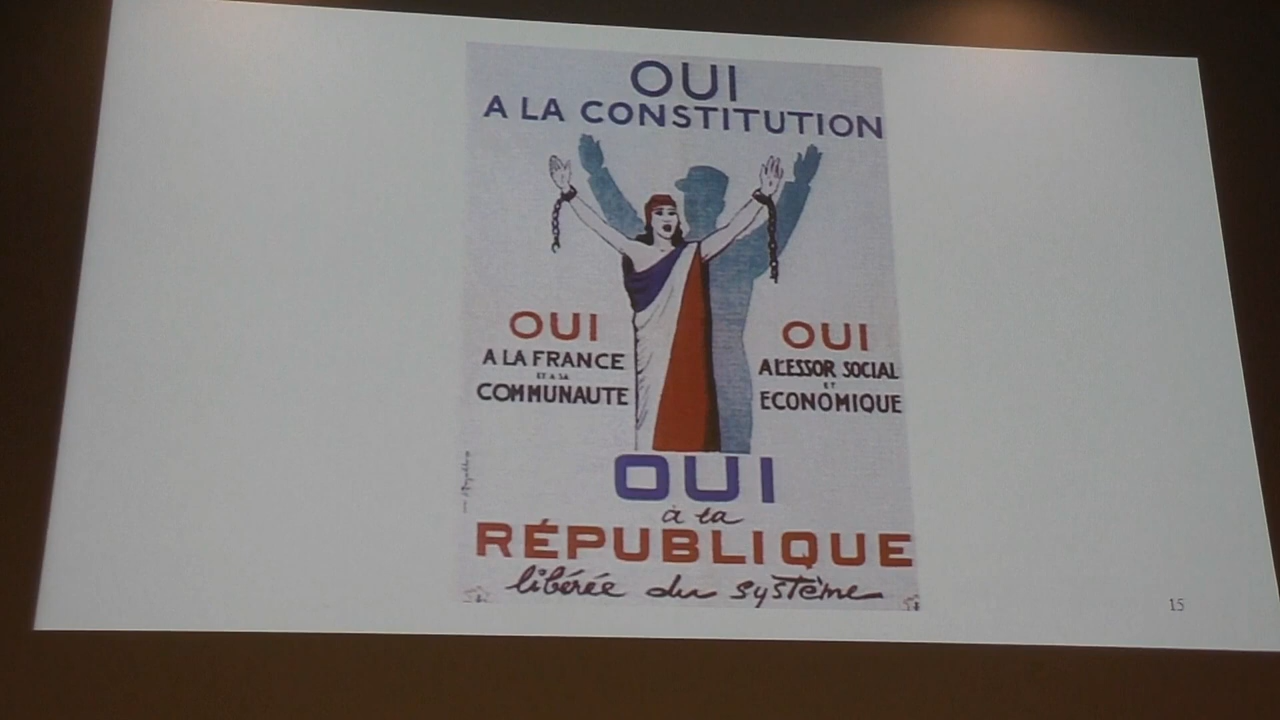 OUI
A LA CONSTITUTION
OUI
A LA FRANCE
ET A SA
COMMUNAUTE
OUI
A L'ESSOR SOCIAL
ET
ECONOMIQUE
OUI
à la
RÉPUBLIQUE
libérée du système
15